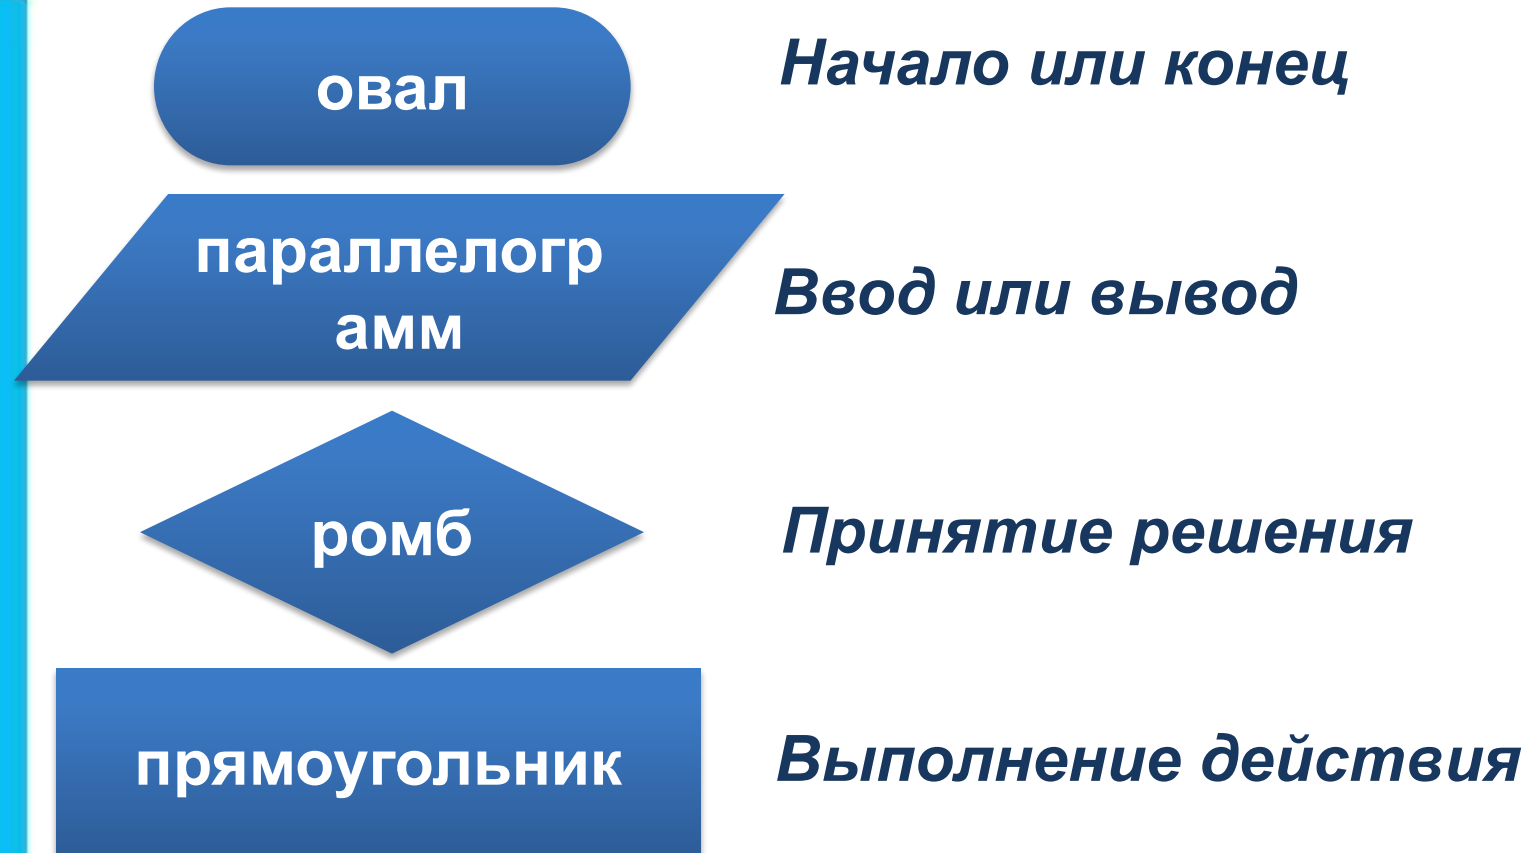 овал
Начало или конец
параллелогр
амм
Ввод или вывод
ромб
Принятие решения
прямоугольник
Выполнение действия